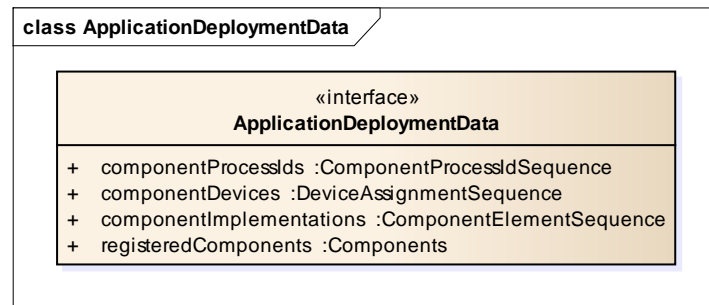 class ApplicationDeploymentData
«interface»
ApplicationDeploymentData
+ componentProcessIds :ComponentProcessIdSequence
+ componentDevices :DeviceAssignmentSequence
+ componentImplementations :ComponentElementSequence
+ registeredComponents :Components